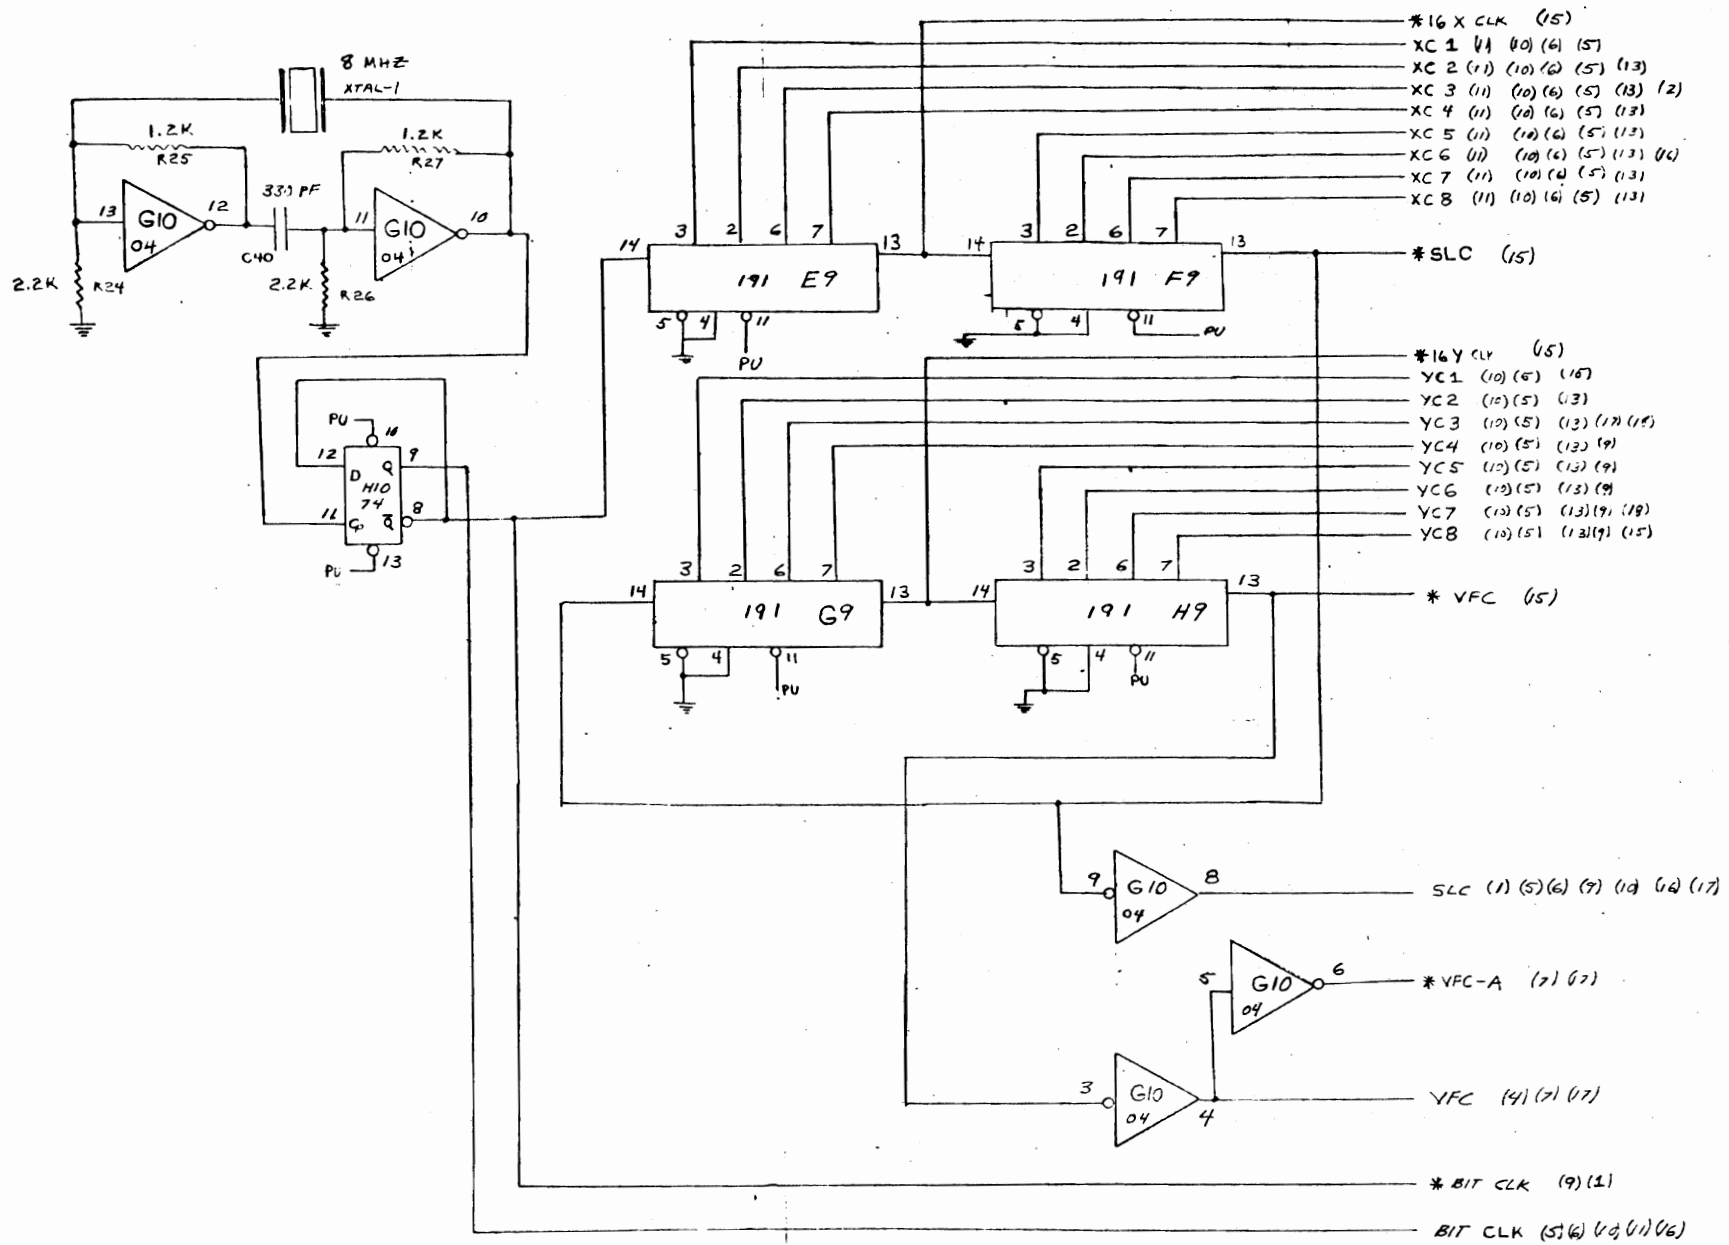 8 MHZ
XTAL-1
1.2K
R25
1.2K
R27
13
G10
04
12
C40
11
G10
04
10
2.2K
R24
2.2K
R26
PU
10
12
D
Q
9
H10
74
11
Q
8
13
PU
14
3
2
6
7
13
191 E9
5
4
11
PU
14
3
2
6
7
13
191 F9
5
4
11
PU
14
3
2
6
7
13
191 G9
5
4
11
PU
14
3
2
6
7
13
191 H9
5
4
11
PU
*16 X CLK (15)
XC 1 (10) (6) (5)
XC 2 (11) (10) (6) (5) (13)
XC 3 (11) (10) (6) (5) (13) (2)
XC 4 (11) (10) (6) (5) (13)
XC 5 (11) (10) (6) (5) (13)
XC 6 (11) (10) (6) (5) (13) (16)
XC 7 (11) (10) (6) (5) (13)
XC 8 (11) (10) (6) (5) (13)
*SLC (15)
*16 Y CLK (15)
YC1 (10) (5)
YC2 (10) (5) (13)
YC3 (10) (5) (13) (17)
YC4 (10) (5) (13) (9)
YC5 (10) (5) (13) (9)
YC6 (10) (5) (13) (9)
YC7 (10) (5) (13) (9) (18)
YC8 (10) (5) (13) (9) (15)
* VFC (15)
9
G10
04
8
SLC (1) (5) (6) (9) (10) (16) (17)
5
G10
04
6
* VFC-A (7) (17)
3
G10
04
4
VFC (4) (7) (17)
* BIT CLK (9) (1)
BIT CLK (5) (6) (10) (11) (16)